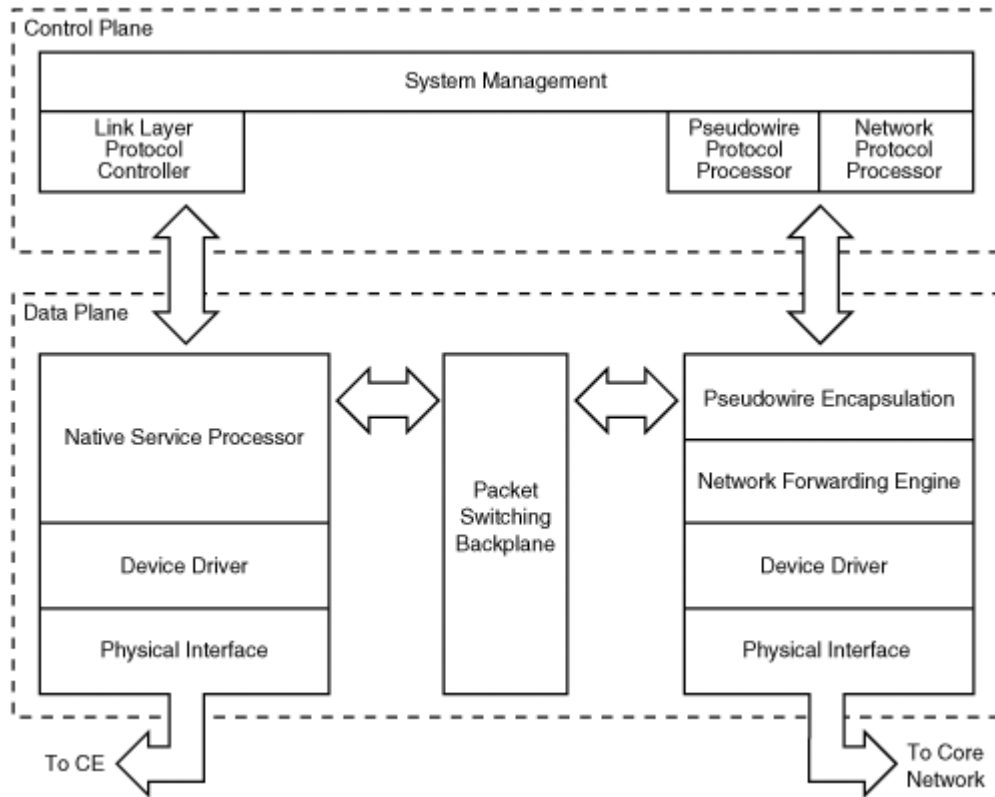 Control Plane
System Management
Link Layer
Protocol
Controller
Pseudowire
Protocol
Processor
Network
Protocol
Processor
Data Plane
Native Service Processor
Device Driver
Physical Interface
Packet
Switching
Backplane
Pseudowire Encapsulation
Network Forwarding Engine
Device Driver
Physical Interface
To CE
To Core
Network